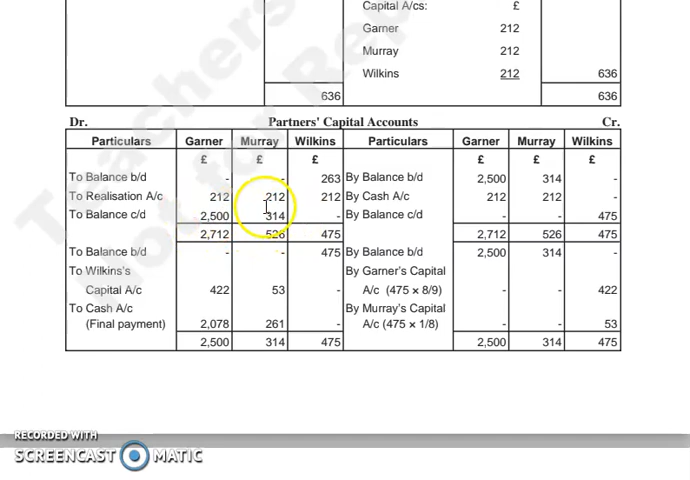 Capital A/cs: £
Garner 212
Murray 212
Wilkins 212 636
636 636
Dr. Partners' Capital Accounts Cr.
Particulars Garner Murray Wilkins Particulars Garner Murray Wilkins
£ £ £ £ £ £
To Balance b/d - - 263 By Balance b/d 2,500 314 -
To Realisation A/c 212 212 212 By Cash A/c 212 212 -
To Balance c/d 2,500 314 - By Balance c/d - - 475
2,712 526 475 2,712 526 475
To Balance b/d - - 475 By Balance b/d 2,500 314 -
To Wilkins's By Garner's Capital
Capital A/c 422 53 A/c (475 × 8/9) - - 422
To Cash A/c By Murray's Capital
(Final payment) 2,078 261 - A/c (475 × 1/8) - - 53
2,500 314 475 2,500 314 475
RECORDED WITH
SCREENCAST MATIC